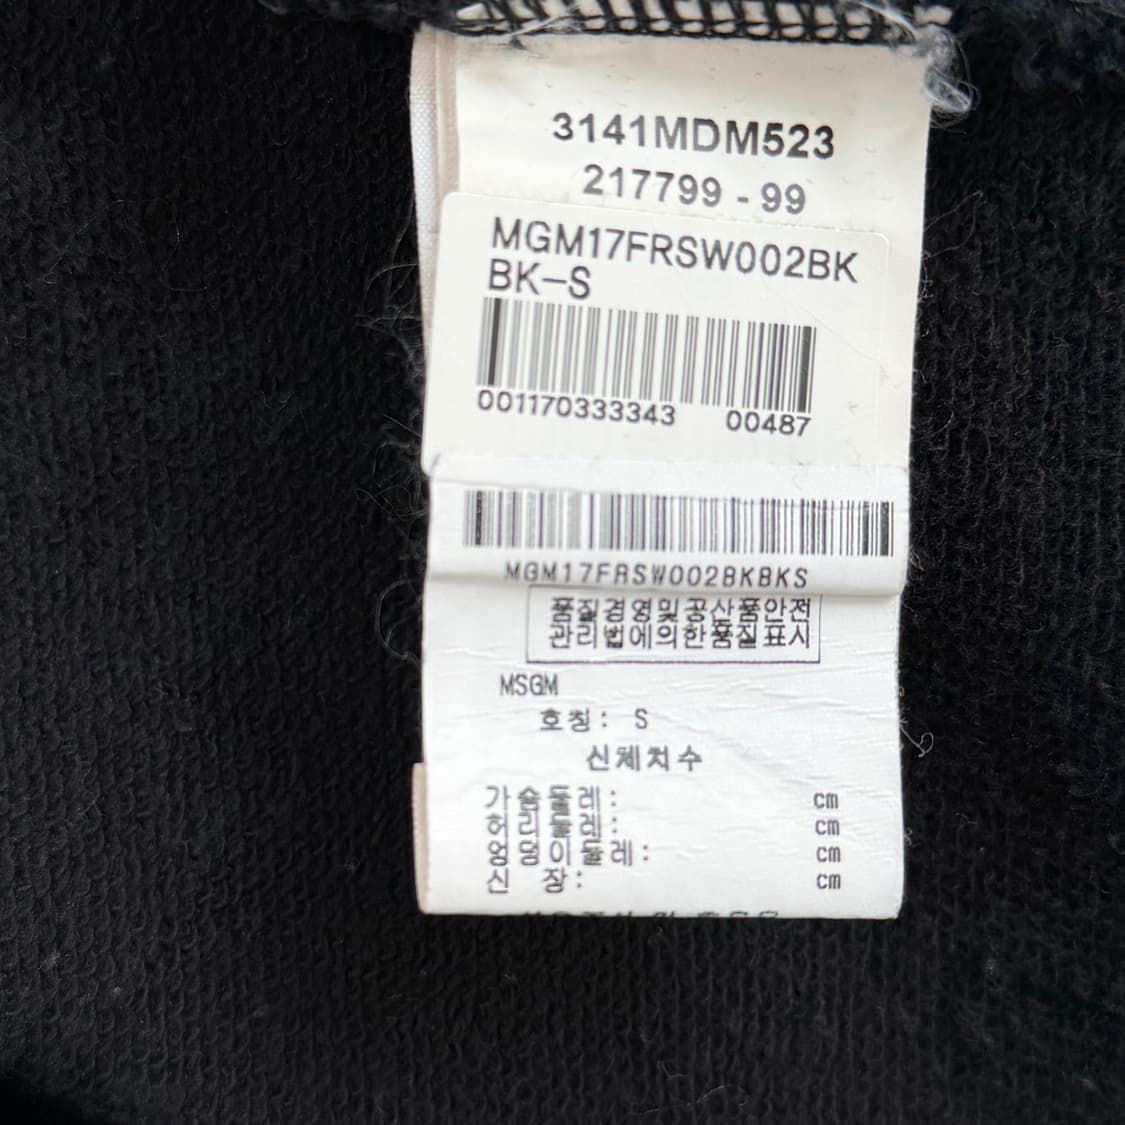 3141MDM523
217799 - 99
MGM17FRSW002BK
BK-S
001170333343 00487
MGM17FRSW002BKBKS
품질경영및공산품안전
관리법에의한품질표시
MSGM
호칭: S
신체치수
가슴둘레: cm
허리둘레: cm
엉덩이둘레: cm
신 장: cm